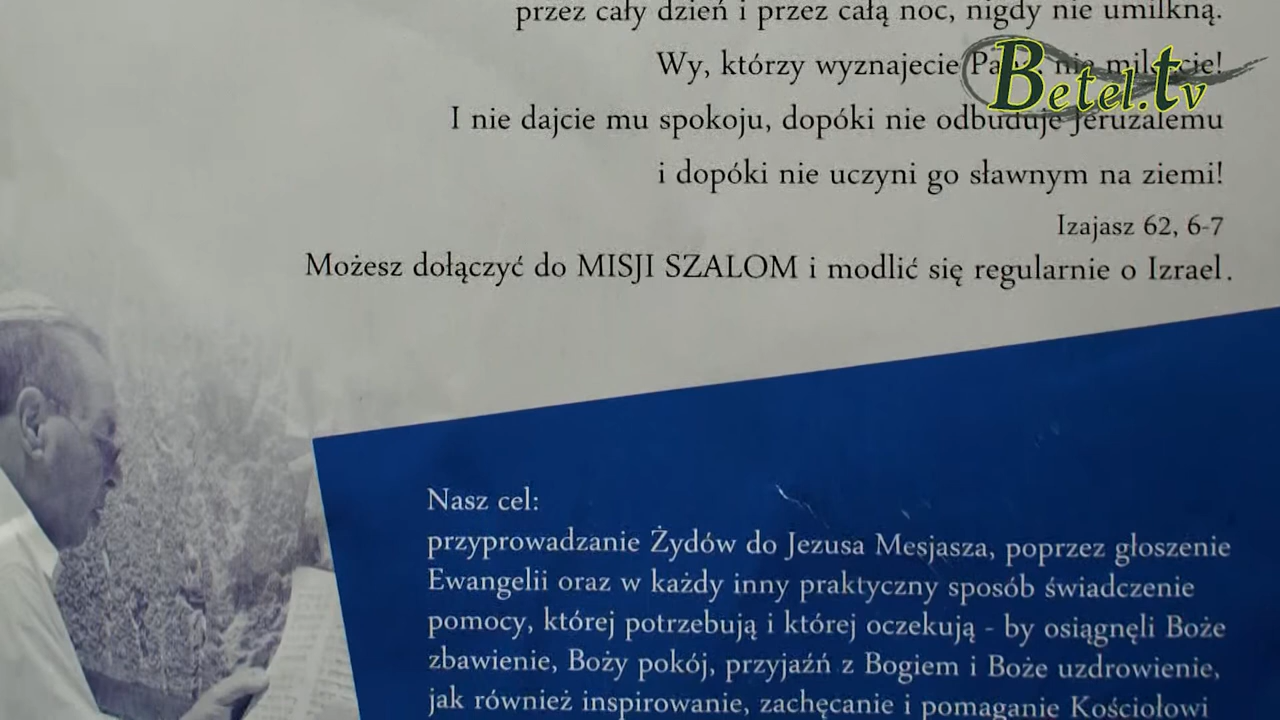 przez cały dzień i przez całą noc, nigdy nie umilkną.
Wy, którzy wyznajecie nie milczcie!
I nie dajcie mu spokoju, dopóki nie odbuduje Jeruzalemu
i dopóki nie uczyni go sławnym na ziemi!
Izajasz 62, 6-7
Możesz dołączyć do MISJI SZALOM i modlić się regularnie o Izrael.
Betel.tv
Nasz cel:
przyprowadzanie Żydów do Jezusa Mesjasza, poprzez głoszenie
Ewangelii oraz w każdy inny praktyczny sposób świadczenie
pomocy, której potrzebują i której oczekują - by osiągnęli Boże
zbawienie, Boży pokój, przyjaźń z Bogiem i Boże uzdrowienie,
jak również inspirowanie, zachęcanie i pomaganie Kościołowi